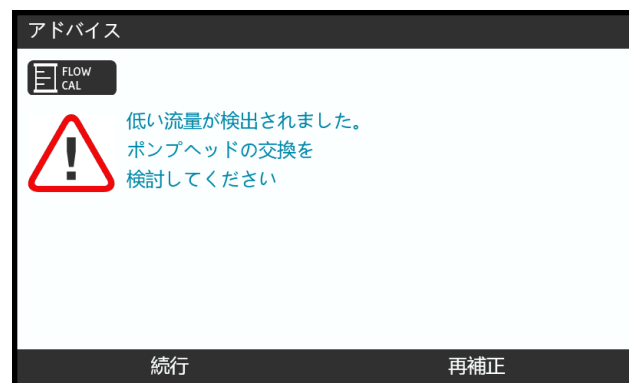 アドバイス
FLOW
CAL
低い流量が検出されました。
ポンプヘッドの交換を
検討してください
続行
再補正